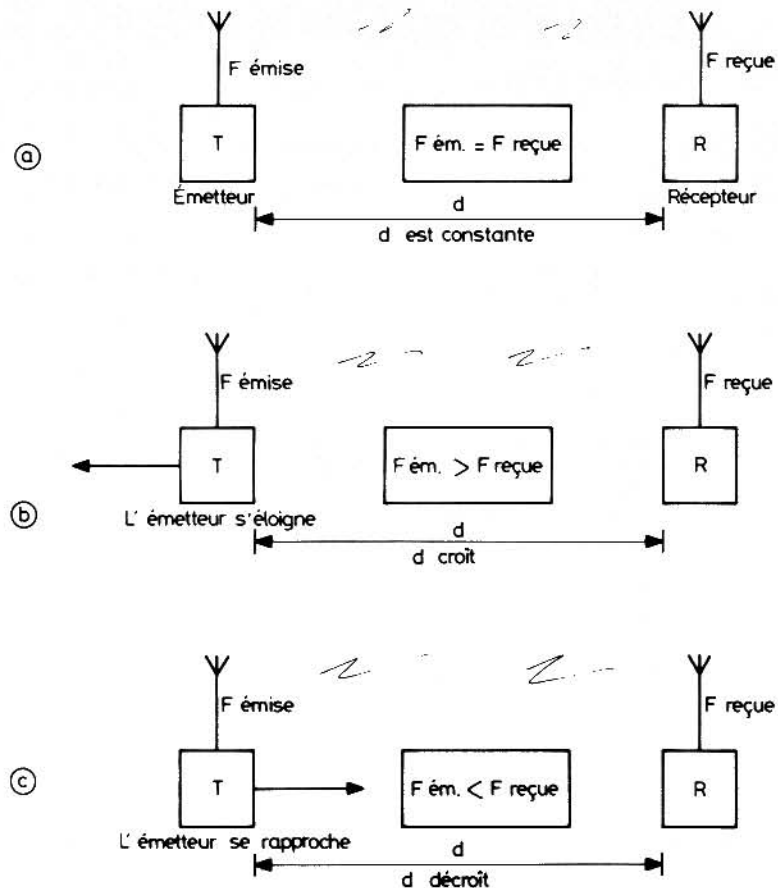 F émise
F reçue
ⓐ
T
F ém. = F reçue
R
Émetteur
Récepteur
d
d est constante
F émise
F reçue
T
F ém. > F reçue
R
ⓑ
L' émetteur s'éloigne
d
d croît
F émise
F reçue
ⓒ
T
F ém. < F reçue
R
L' émetteur se rapproche
d
d décroît